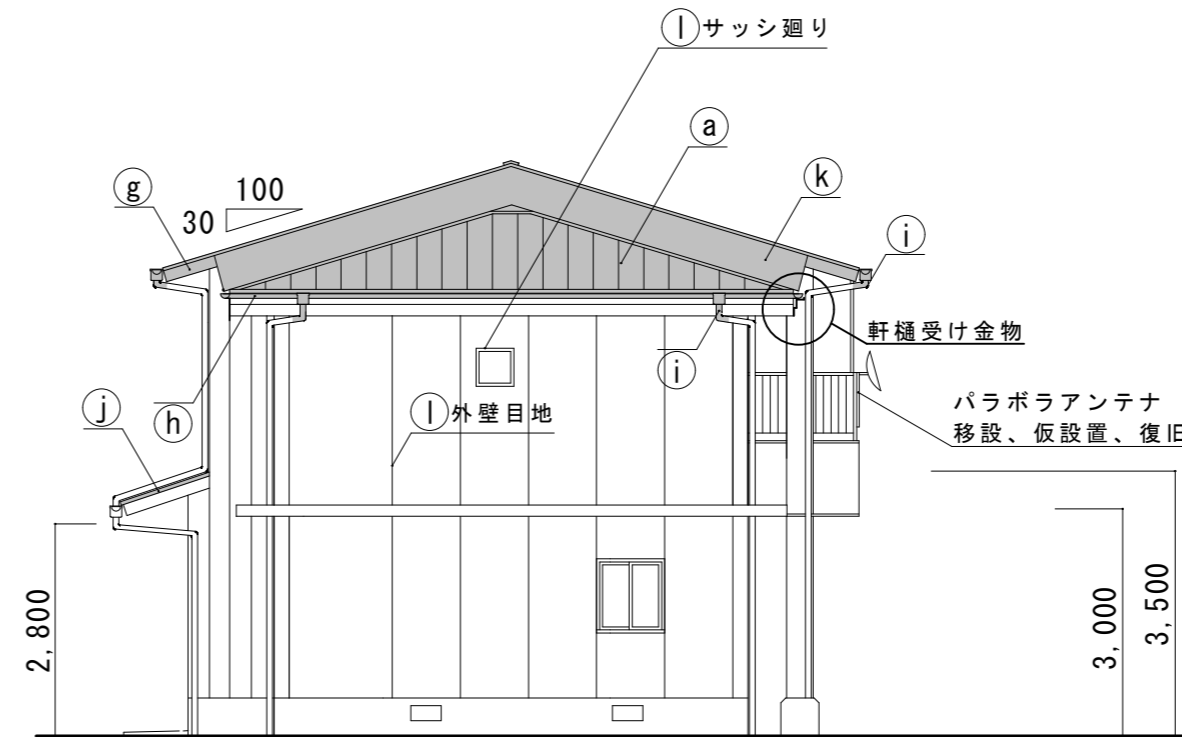 ⓛサッシ廻り
ⓐ
ⓖ
100
30
ⓚ
ⓘ
軒樋受け金物
ⓘ
パラボラアンテナ
移設、仮設置、復旧
ⓙ
ⓗ
ⓛ外壁目地
2,800
3,000
3,500